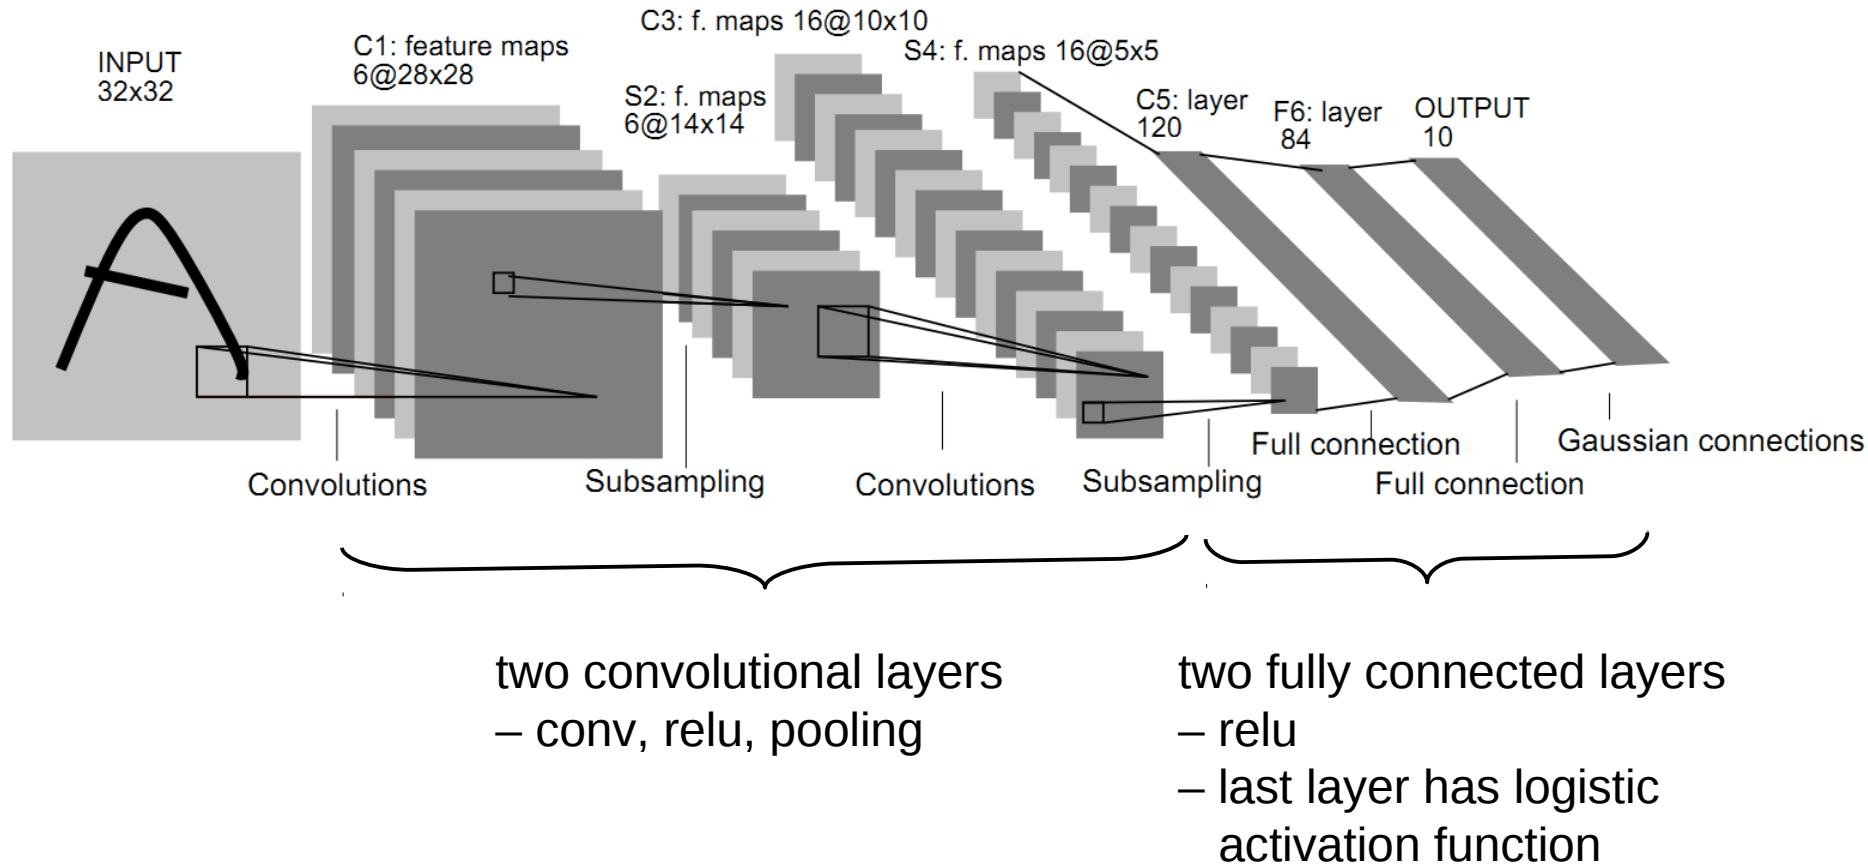 INPUT
32x32
C1: feature maps
6@28x28
S2: f. maps
6@14x14
C3: f. maps 16@10x10
S4: f. maps 16@5x5
C5: layer
120
F6: layer
84
OUTPUT
10
Convolutions
Subsampling
Convolutions
Subsampling
Full connection
Full connection
Gaussian connections
two convolutional layers
– conv, relu, pooling
two fully connected layers
– relu
– last layer has logistic
activation function